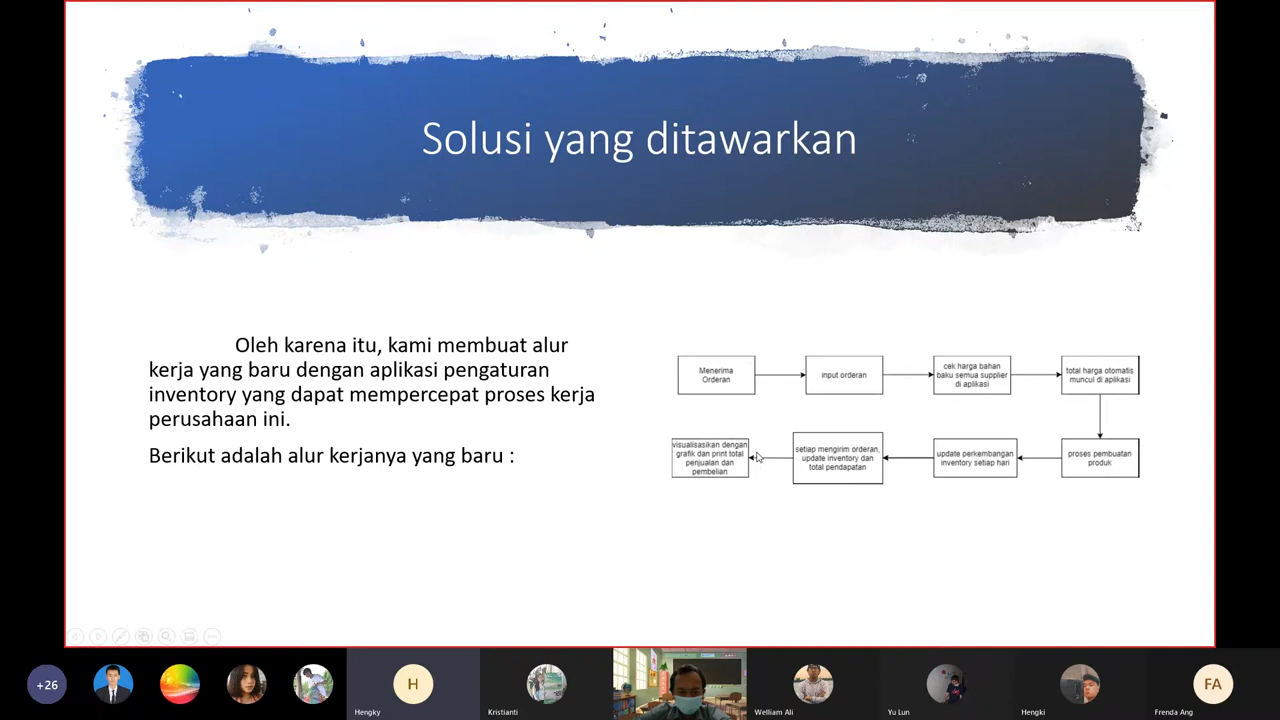 Solusi yang ditawarkan
Oleh karena itu, kami membuat alur
kerja yang baru dengan aplikasi pengaturan
inventory yang dapat mempercepat proses kerja
perusahaan ini.
Berikut adalah alur kerjanya yang baru :
Menerima
Orderan
input orderan
cek harga bahan
baku semua supplier
di aplikasi
total harga otomatis
muncul di aplikasi
proses pembuatan
produk
update perkembangan
inventory setiap hari
setiap mengirim orderan,
update inventory dan
total pendapatan
visualisasikan dengan
grafik dan print total
penjualan dan
pembelian
+26
H
Hengky
Kristianti
Welliam Ali
Yu Lun
Hengki
FA
Frenda Ang